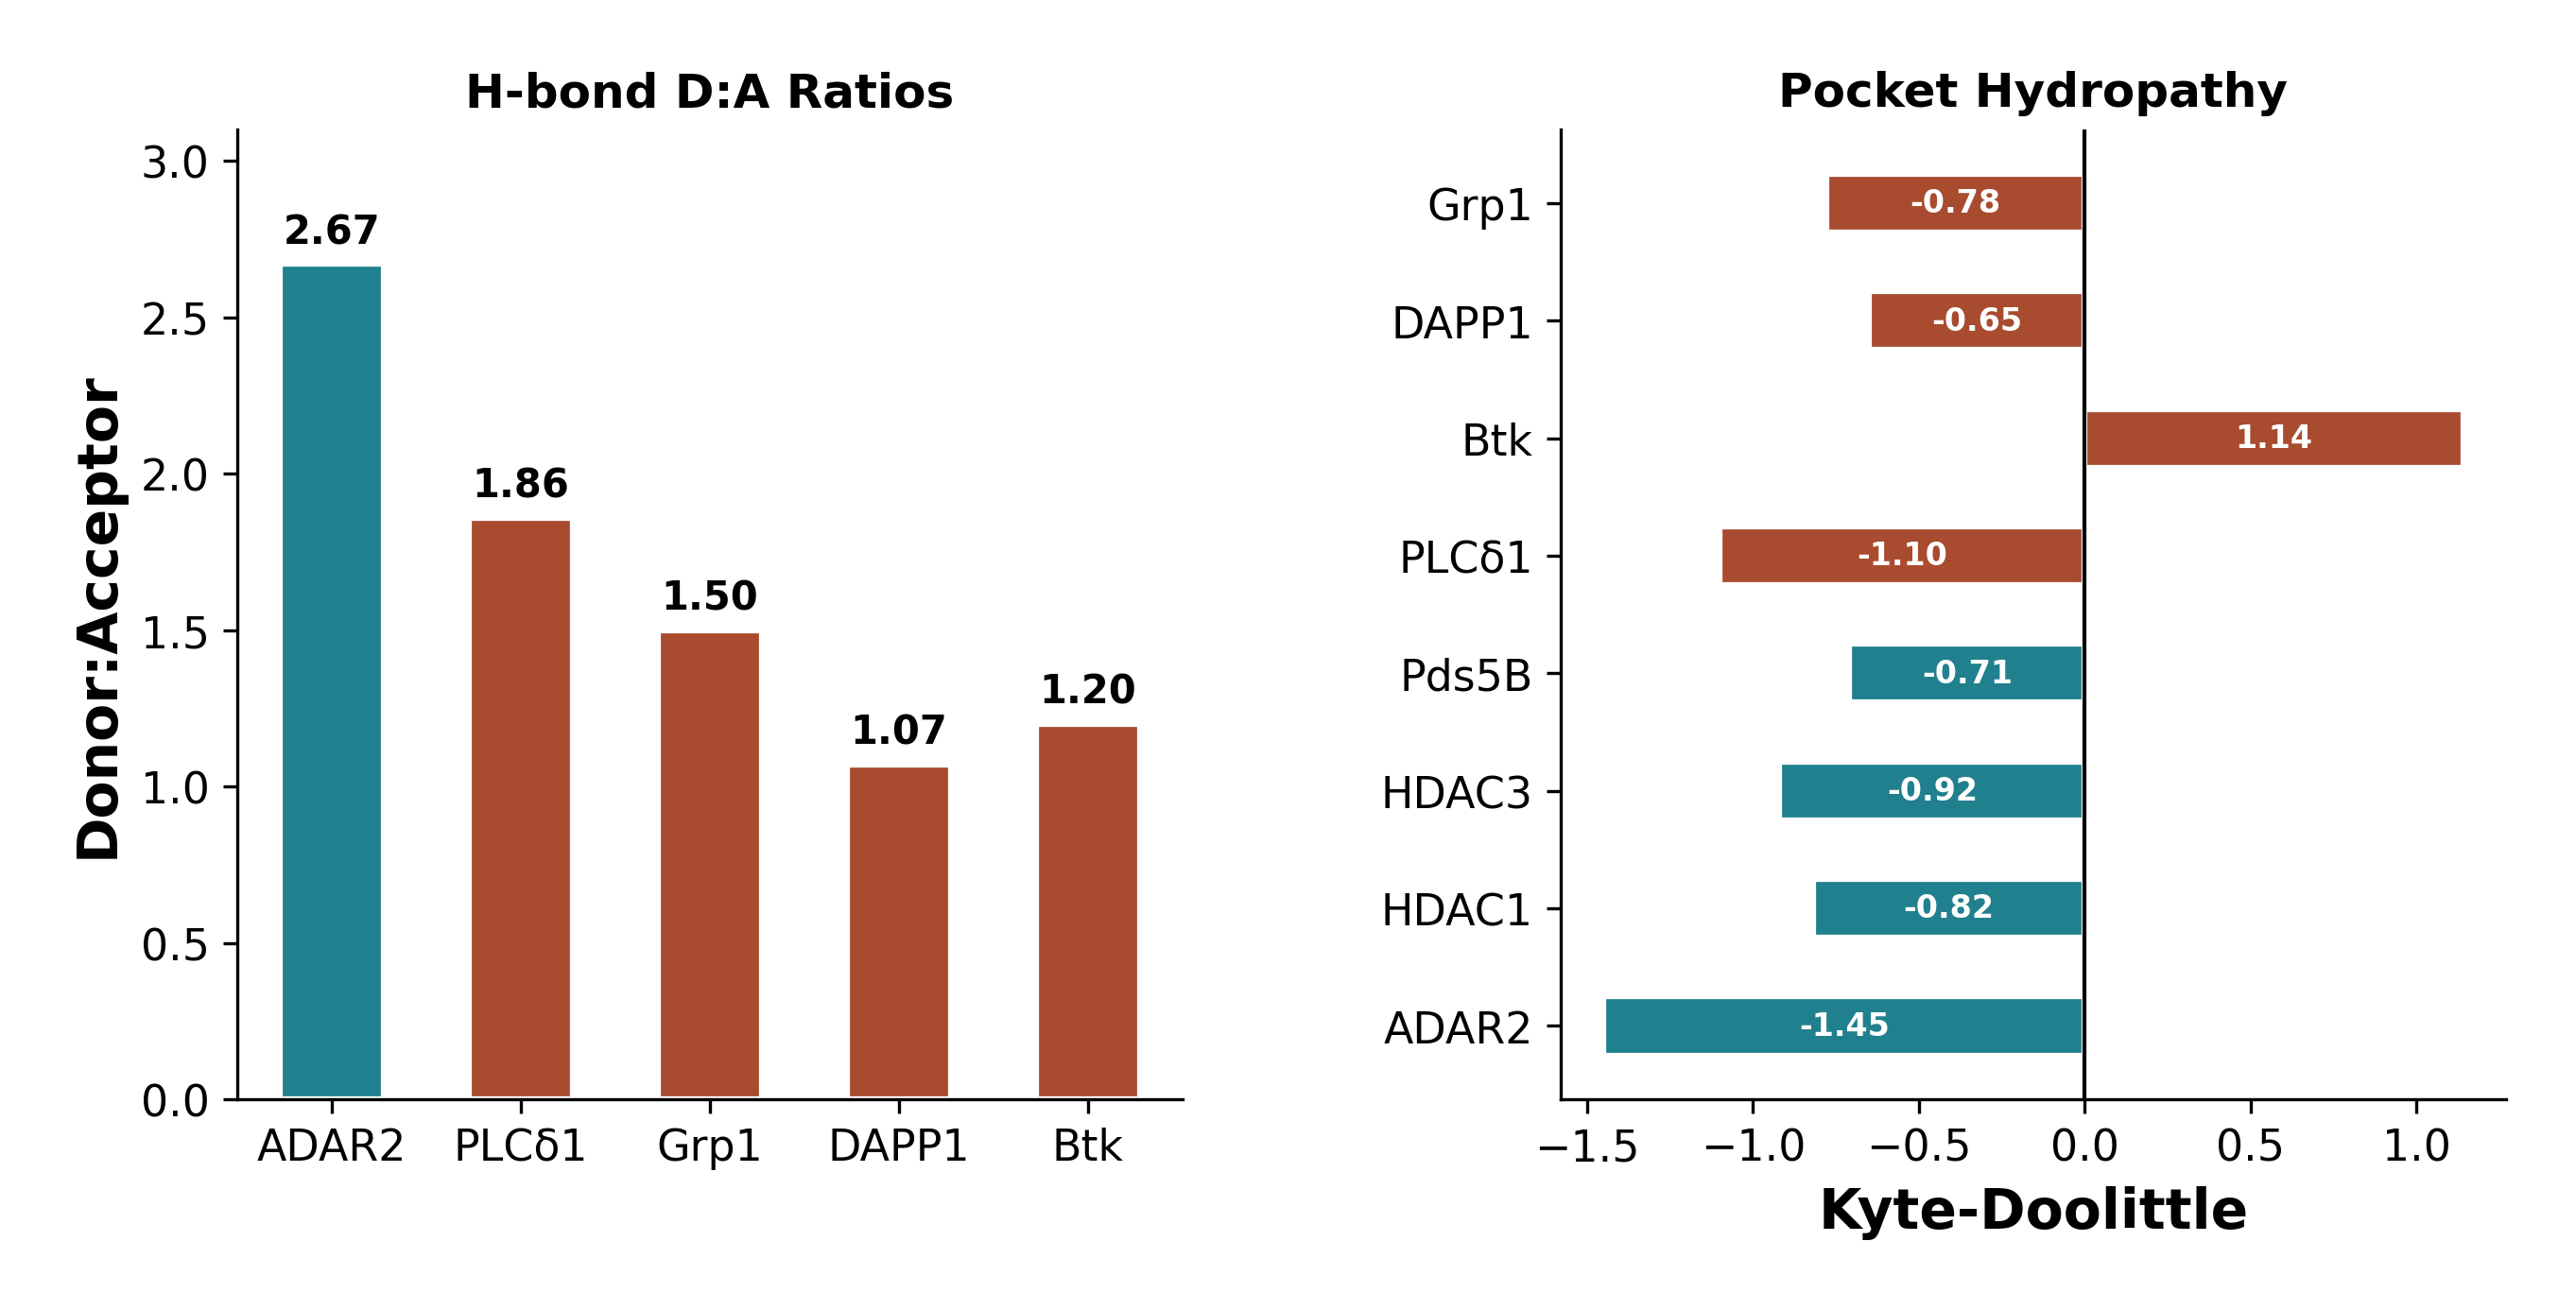 H-bond D:A Ratios
Donor:Acceptor
3.0
2.5
2.0
1.5
1.0
0.5
0.0
2.67
1.86
1.50
1.07
1.20
ADAR2 PLCδ1 Grp1 DAPP1 Btk
Pocket Hydropathy
Grp1 -0.78
DAPP1 -0.65
Btk 1.14
PLCδ1 -1.10
Pds5B -0.71
HDAC3 -0.92
HDAC1 -0.82
ADAR2 -1.45
−1.5 −1.0 −0.5 0.0 0.5 1.0
Kyte-Doolittle